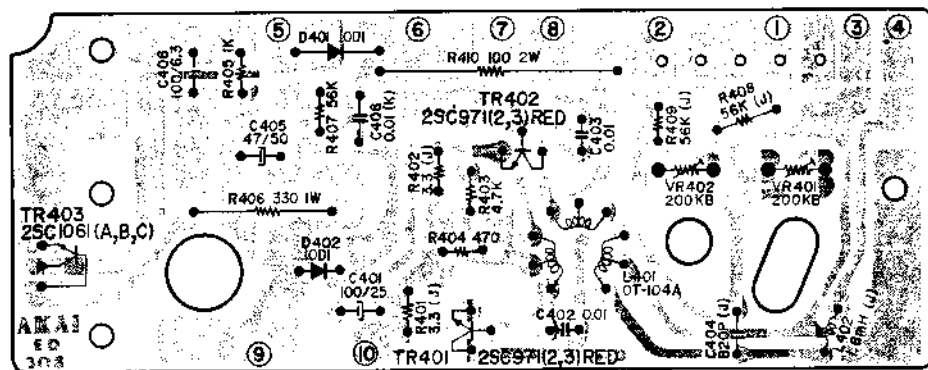 ⑤
⑥
⑦
⑧
②
①
③
④
D401 10D1
C406
100/6.3
R405 1K
R410 100 2W
R407 56K
C408
0.01(K)
TR402
2SC971(2,3)RED
C403
0.01
R409
56K (J)
R408
56K (J)
C405
47/50
R402
3.3 (J)
R403
4.7K
VR402
200KB
VR401
200KB
R406 330 1W
TR403
2SC1061(A,B,C)
R404 470
D402
10D1
C401
100/25
R401
3.3 (J)
L401
OT-104A
C402 0.01
TR401
2SC971(2,3)RED
C404
820P (J)
L402
(J)
AKAI
ED
303
⑨
⑩